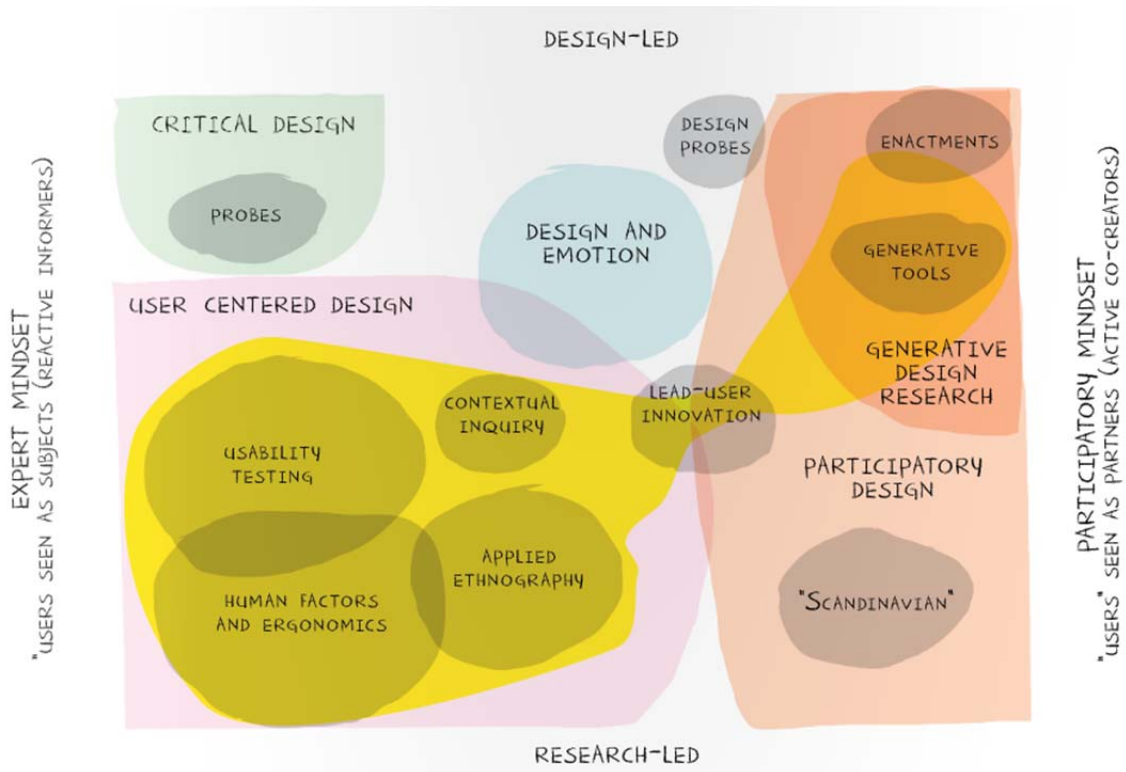 DESIGN-LED
CRITICAL DESIGN
PROBES
DESIGN
PROBES
ENACTMENTS
DESIGN AND
EMOTION
GENERATIVE
TOOLS
USER CENTERED DESIGN
GENERATIVE
DESIGN
RESEARCH
LEAD-USER
INNOVATION
CONTEXTUAL
INQUIRY
USABILITY
TESTING
PARTICIPATORY
DESIGN
APPLIED
ETHNOGRAPHY
HUMAN FACTORS
AND ERGONOMICS
"SCANDINAVIAN"
RESEARCH-LED
EXPERT MINDSET
"USERS SEEN AS SUBJECTS (REACTIVE INFORMERS)
PARTICIPATORY MINDSET
"USERS" SEEN AS PARTNERS (ACTIVE CO-CREATORS)